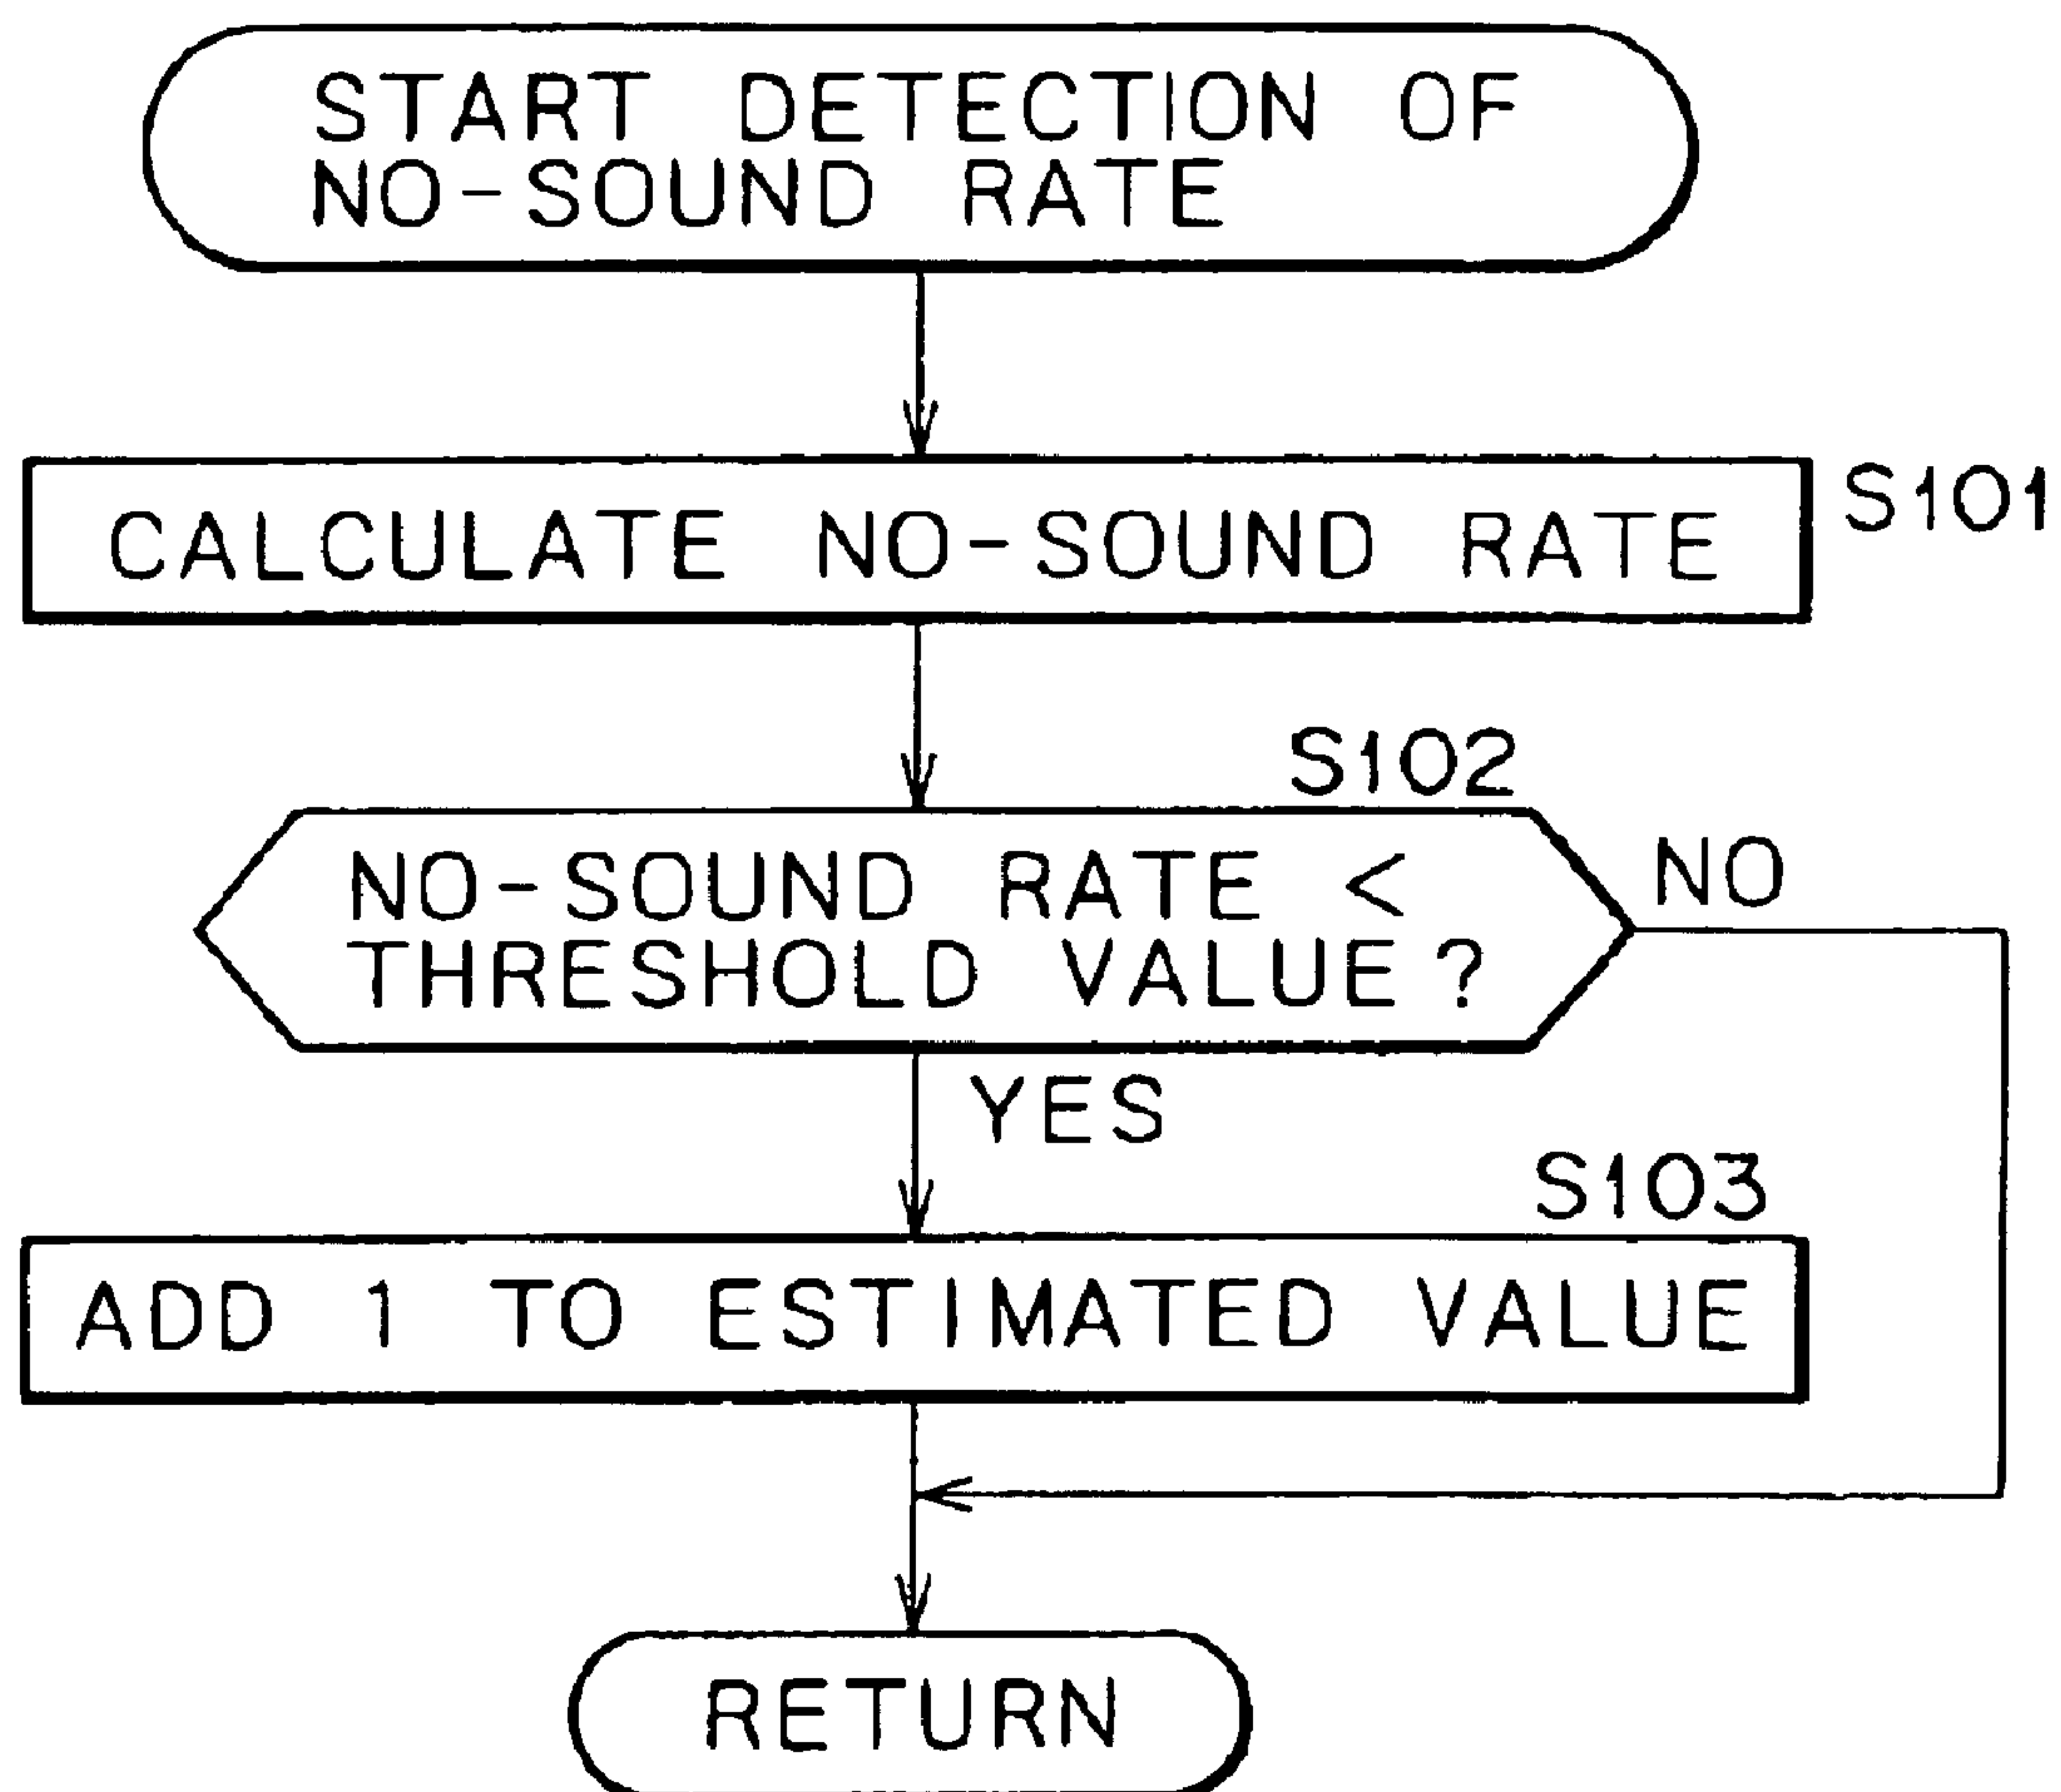 START DETECTION OF
NO-SOUND RATE
CALCULATE NO-SOUND RATE
S101
S102
NO-SOUND RATE <
THRESHOLD VALUE?
NO
YES
S103
ADD 1 TO ESTIMATED VALUE
RETURN